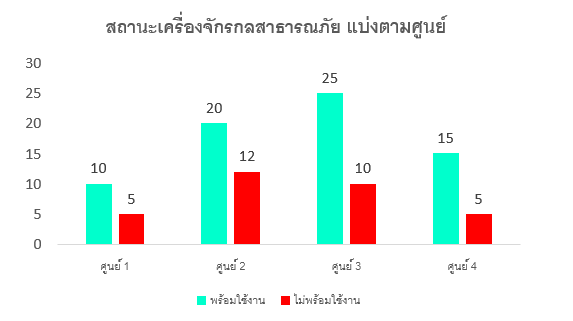 สถานะเครื่องจักรกลสาธารณภัย แบ่งตามศูนย์
30
25
20
15
10
5
0
10
5
20
12
25
10
15
5
ศูนย์ 1
ศูนย์ 2
ศูนย์ 3
ศูนย์ 4
พร้อมใช้งาน
ไม่พร้อมใช้งาน